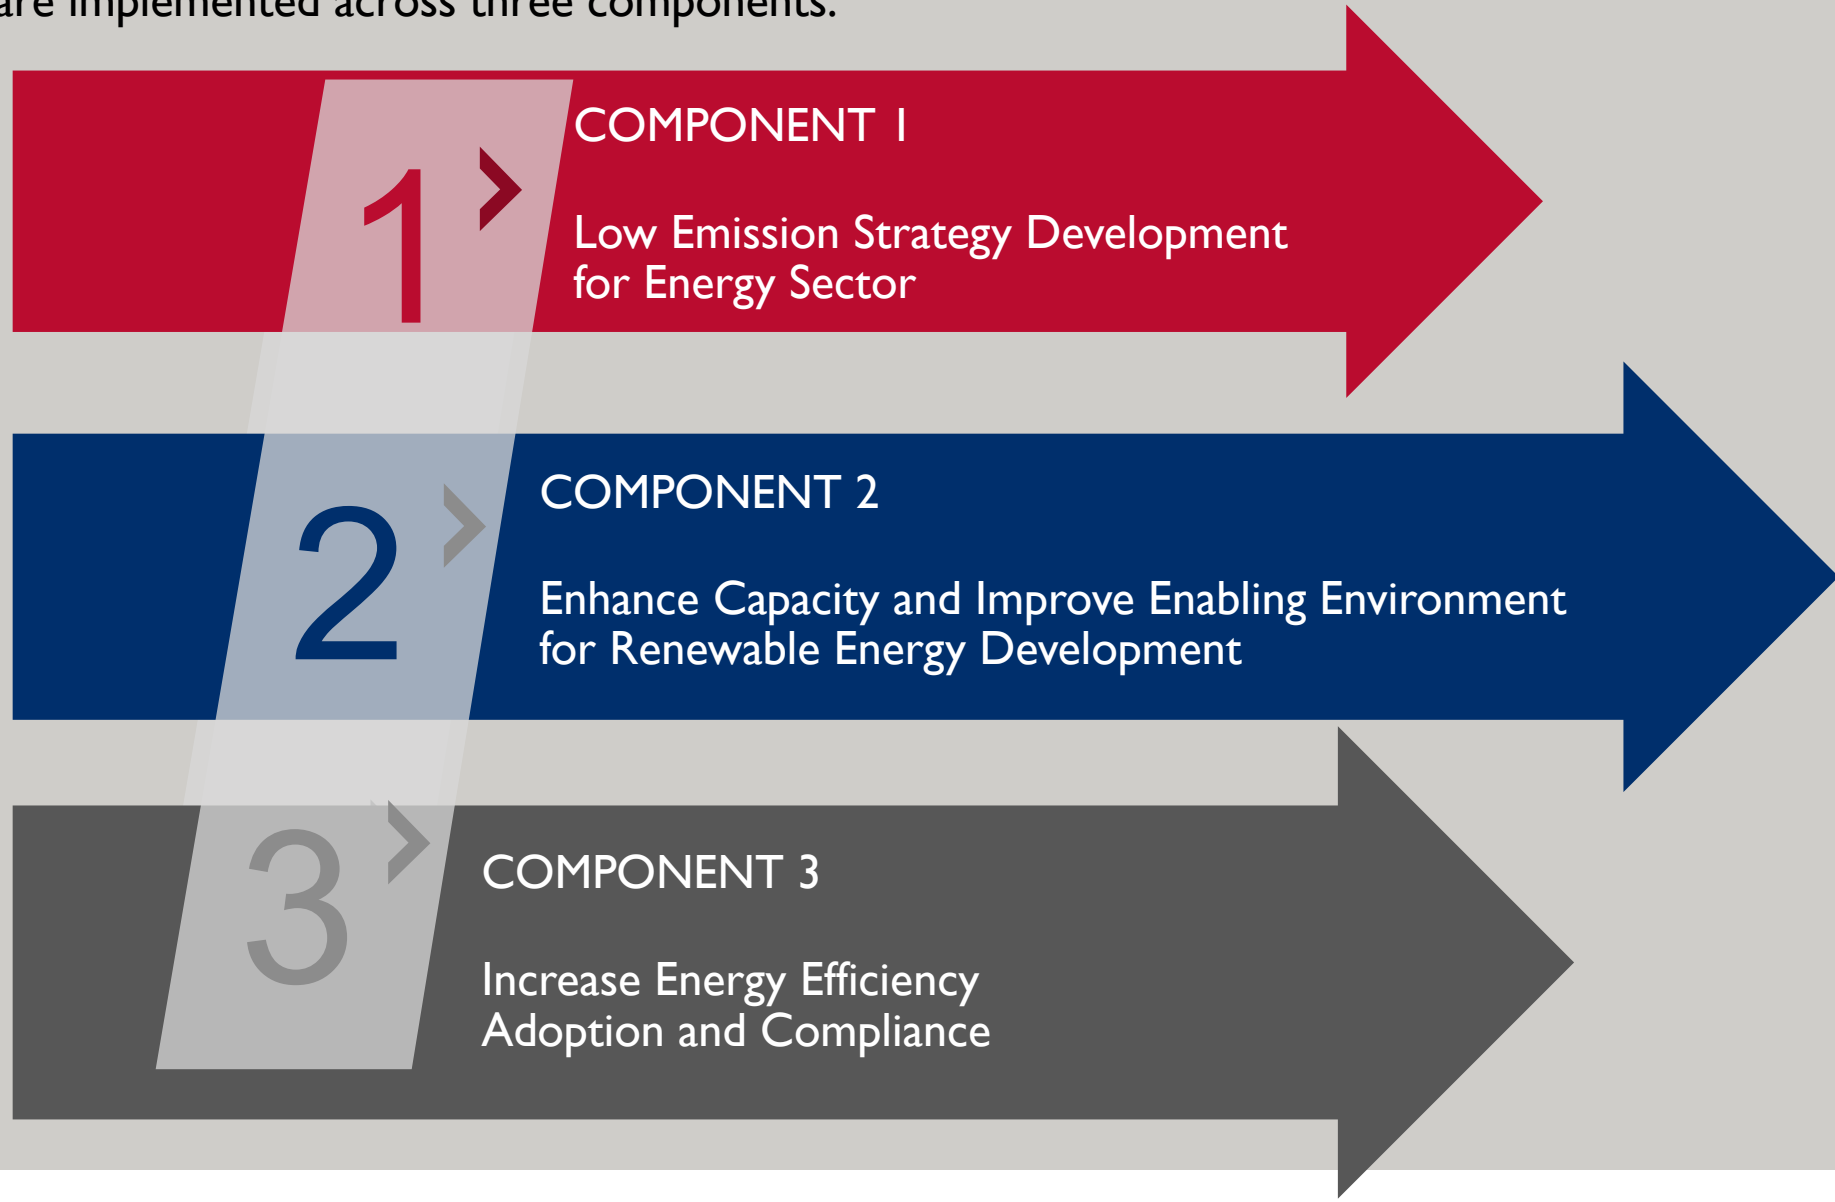 are implemented across three components.
1
COMPONENT 1
Low Emission Strategy Development
for Energy Sector
2
COMPONENT 2
Enhance Capacity and Improve Enabling Environment
for Renewable Energy Development
3
COMPONENT 3
Increase Energy Efficiency
Adoption and Compliance